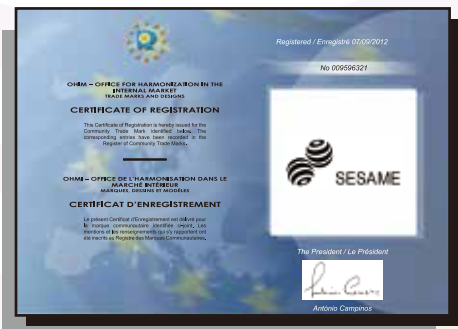 OHIM – OFFICE FOR HARMONIZATION IN THE
INTERNAL MARKET
TRADE MARKS AND DESIGNS
CERTIFICATE OF REGISTRATION
This Certificate of Registration is hereby issued for the
Community Trade Mark identified below. The
corresponding entries have been recorded in the
Register of Community Trade Marks.
OHMI – OFFICE DE L'HARMONISATION DANS LE
MARCHÉ INTÉRIEUR
MARQUES, DESSINS ET MODÈLES
CERTIFICAT D'ENREGISTREMENT
Le présent Certificat d'Enregistrement est délivré pour
la marque communautaire identifiée ci-joint. Les
mentions et les renseignements qui s'y rapportent ont
été inscrits au Registre des Marques Communautaires.
Registered / Enregistré 07/09/2012
No 009596321
SESAME
The President / Le Président
António Campinos